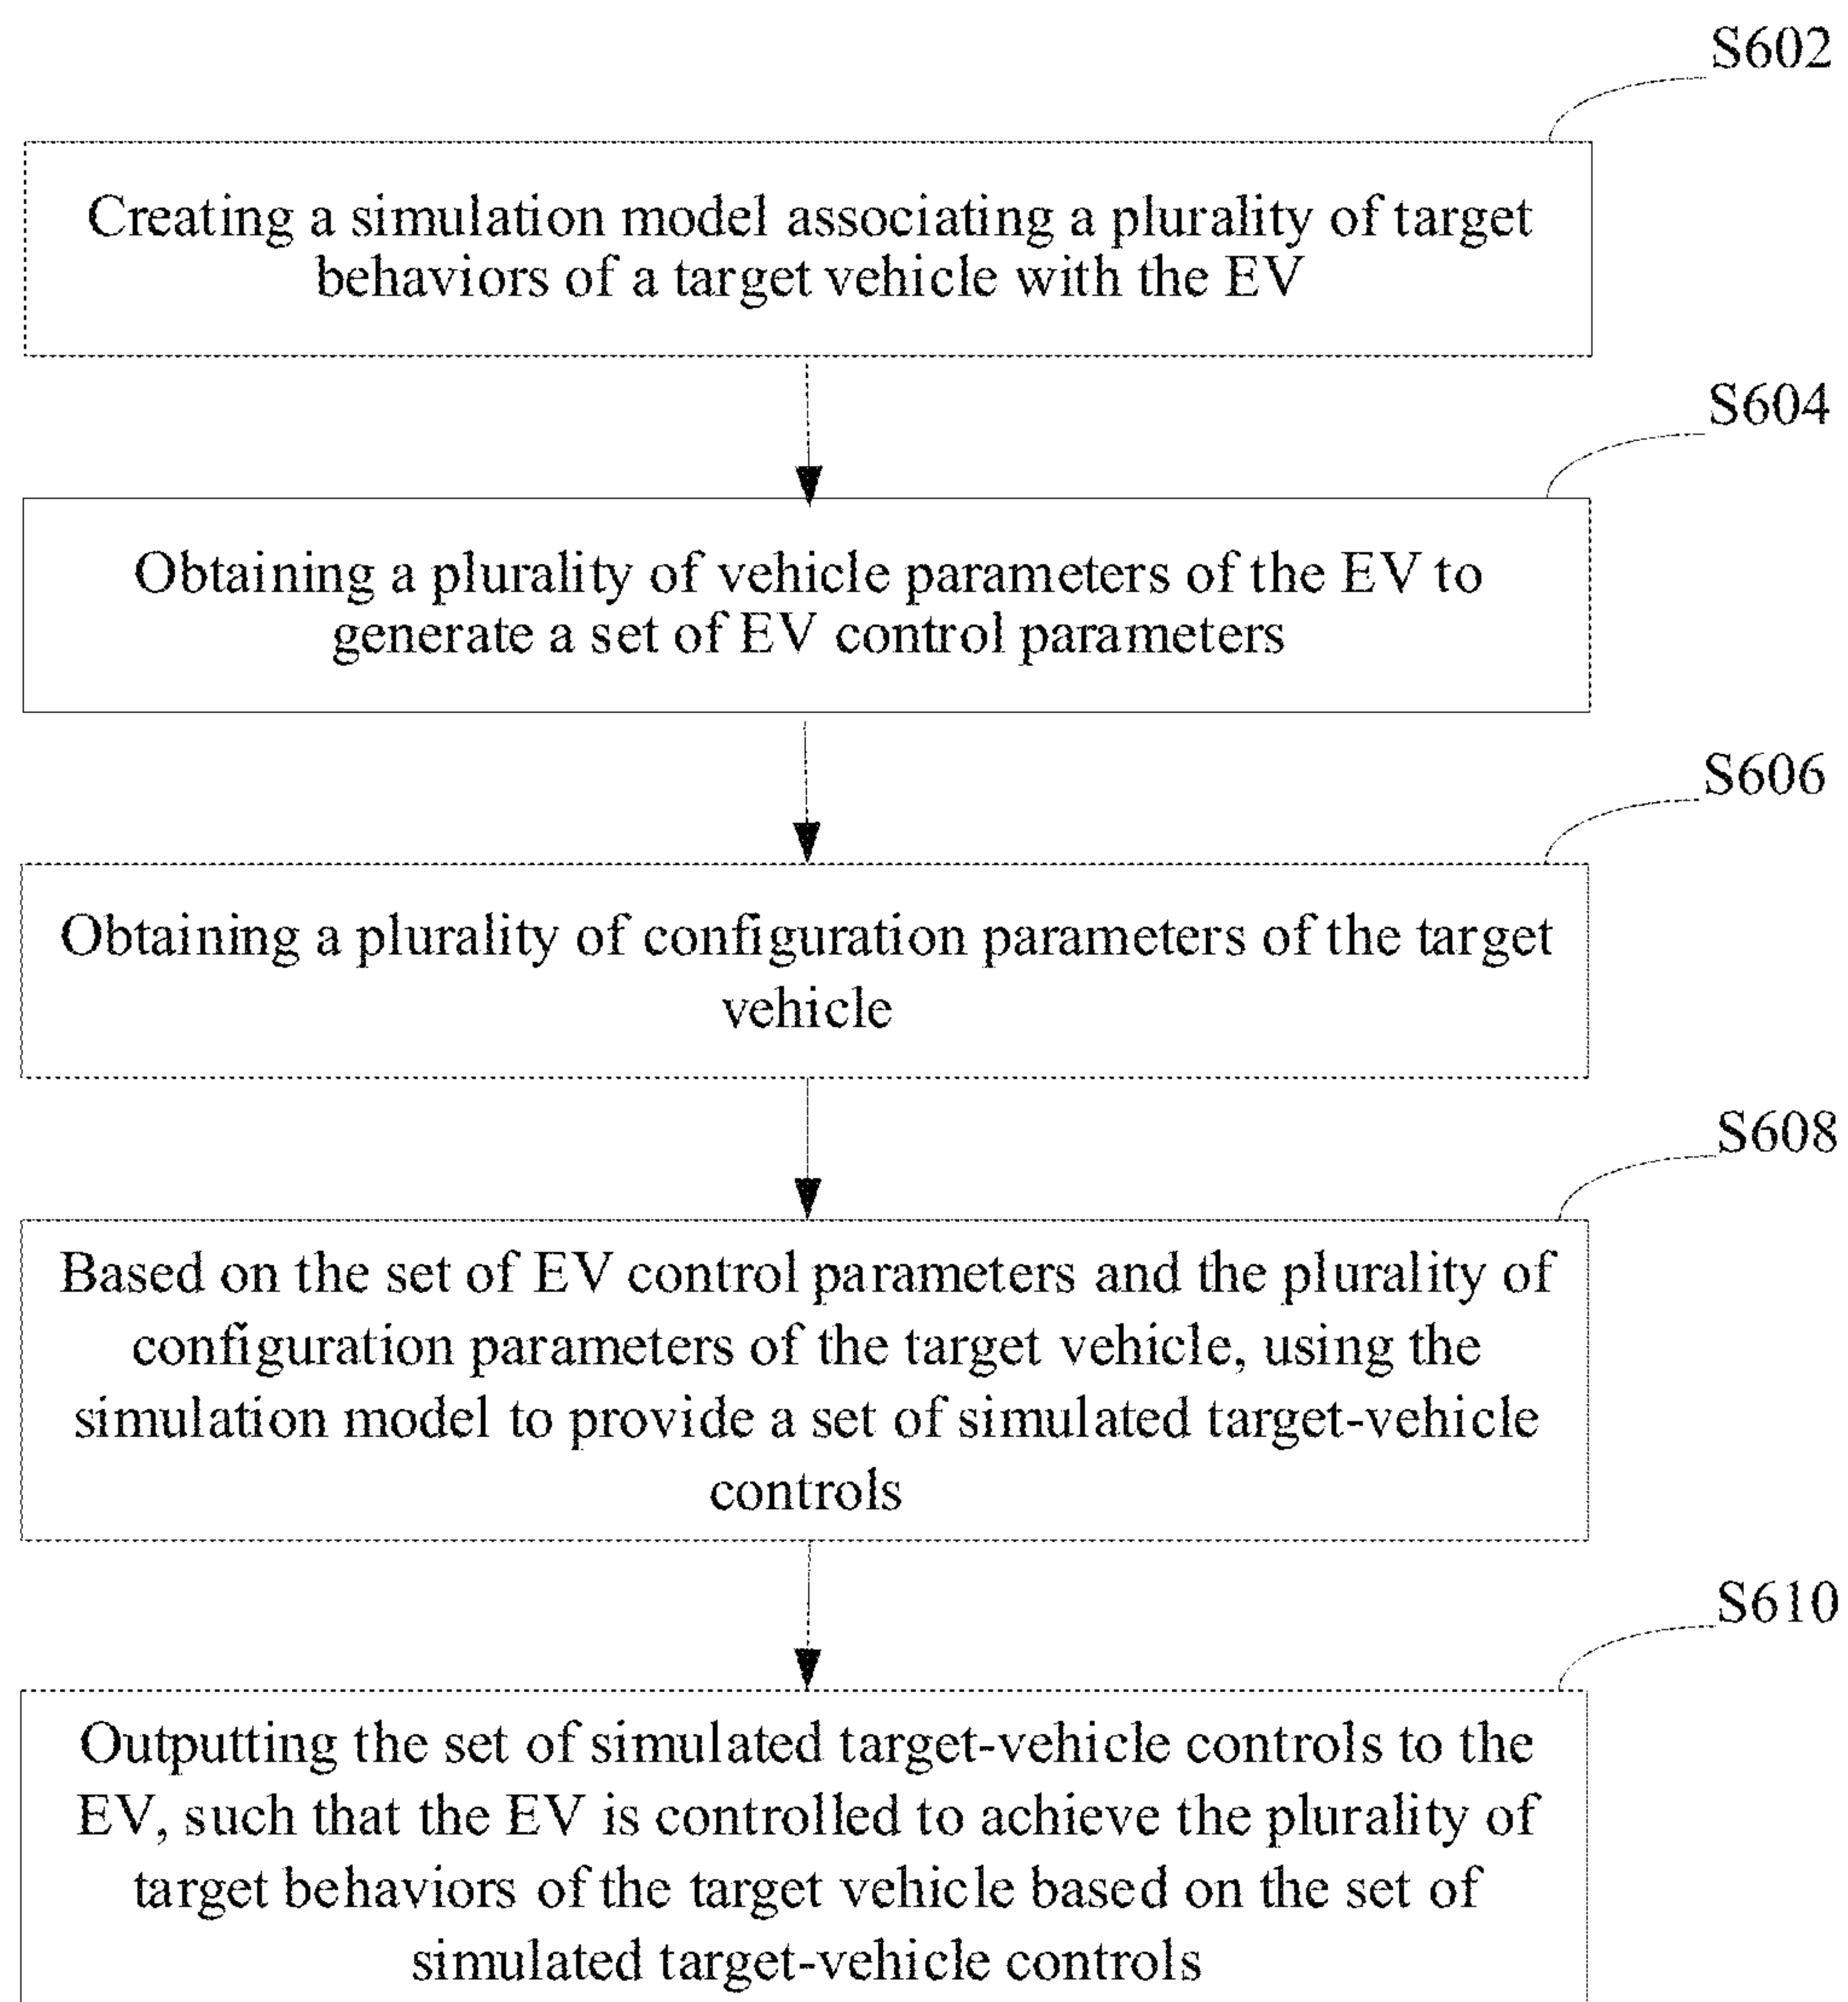 S602
Creating a simulation model associating a plurality of target
behaviors of a target vehicle with the EV
S604
Obtaining a plurality of vehicle parameters of the EV to
generate a set of EV control parameters
S606
Obtaining a plurality of configuration parameters of the target
vehicle
S608
Based on the set of EV control parameters and the plurality of
configuration parameters of the target vehicle, using the
simulation model to provide a set of simulated target-vehicle
controls
S610
Outputting the set of simulated target-vehicle controls to the
EV, such that the EV is controlled to achieve the plurality of
target behaviors of the target vehicle based on the set of
simulated target-vehicle controls